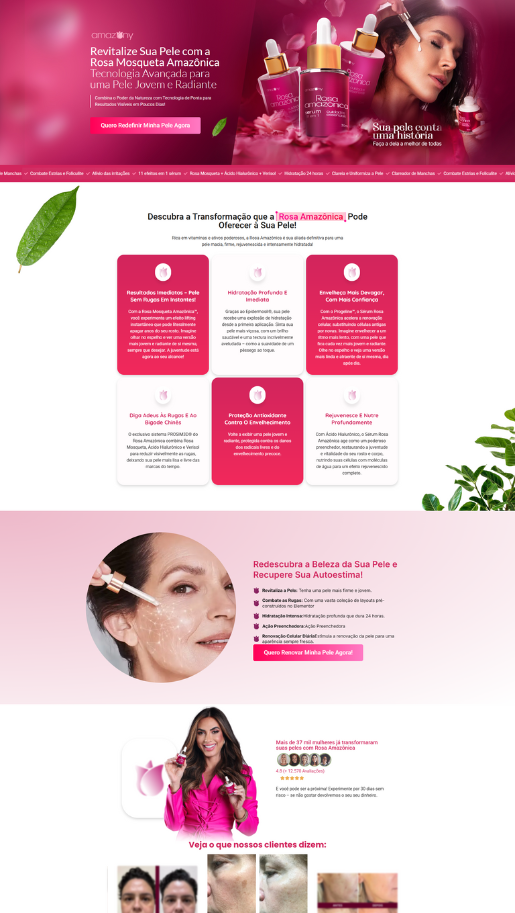 amazony
Revitalize Sua Pele com a
Rosa Mosqueta Amazônica
Tecnologia Avançada para
uma Pele Jovem e Radiante
Combina o Poder da Natureza com Tecnologia de Ponta para
Resultados Visíveis em Poucos Dias!
Quero Redefinir Minha Pele Agora
Rosa
amazônica
Sua pele conta
uma história
Faça a dela a melhor de todas
de Manchas ✓ Combate Estrias e Foliculite ✓ Alívio das Irritações ✓ 11 efeitos em 1 sérum ✓ Rosa Mosqueta + Ácido Hialurônico + Verisol ✓ Hidratação 24 horas ✓ Clareia e Uniformiza a Pele ✓ Clareador de Manchas ✓ Combate Estrias e Foliculite ✓
Descubra a Transformação que a Rosa Amazônica Pode
Oferecer à Sua Pele!
Rica em vitaminas e ativos poderosos, a Rosa Amazônica é sua aliada definitiva para uma
pele macia, firme, rejuvenescida e intensamente hidratada!
Resultados Imediatos – Pele
Sem Rugas Em Instantes!
Com a Rosa Mosqueta Amazônica™,
você experimenta um efeito lifting
instantâneo que pode literalmente
apagar anos do seu rosto. Imagine
olhar no espelho e ver uma versão
mais jovem e radiante de si mesma,
sempre que desejar. A juventude está
agora ao seu alcance!
Hidratação Profunda E
Imediata
Graças ao Epidermosil®, sua pele
recebe uma explosão de hidratação
desde a primeira aplicação. Sinta sua
pele mais viçosa, com um brilho
saudável e uma textura incrivelmente
aveludada – como a suavidade de um
pêssego ao toque.
Envelheça Mais Devagar,
Com Mais Confiança
Com o Progeline™, o Sérum Rosa
Amazônica acelera a renovação
celular, substituindo células antigas
por novas. Imagine envelhecer a um
ritmo mais lento, com uma pele que
fica cada vez mais jovem e radiante.
Olhe no espelho e veja uma versão
mais linda e vibrante de si mesma, dia
após dia.
Diga Adeus Às Rugas E Ao
Bigode Chinês
O exclusivo sistema PROSIMSO® do
Rosa Amazônica combina Rosa
Mosqueta, Ácido Hialurônico e Verisol
para reduzir visivelmente as rugas,
deixando sua pele mais lisa e livre das
marcas do tempo.
Proteção Antioxidante
Contra O Envelhecimento
Volte a exibir uma pele jovem e
radiante, protegida contra os danos
dos radicais livres e do
envelhecimento precoce.
Rejuvenesce E Nutre
Profundamente
Com Ácido Hialurônico, o Sérum Rosa
Amazônica age como um poderoso
preenchedor, restaurando a juventude
e vitalidade do seu rosto e corpo,
nutrindo suas células com moléculas
de água para um efeito rejuvenescido
completo.
Redescubra a Beleza da Sua Pele e
Recupere Sua Autoestima!
Revitaliza a Pele: Tenha uma pele mais firme e jovem.
Combate as Rugas: Com uma vasta coleção de layouts pré-
construídos no Elementor
Hidratação Intensa:Hidratação profunda que dura 24 horas.
Ação Preenchedora:Ação Preenchedora
Renovação Celular Diária:Estimula a renovação da pele para uma
aparência sempre fresca.
Quero Renovar Minha Pele Agora!
Mais de 37 mil mulheres já transformaram
suas peles com Rosa Amazônica
4.9 (+ 12.576 Avaliações)
E você pode ser a próxima! Experimente por 30 dias sem
risco – se não gostar devolvemos o seu seu dinheiro.
Veja o que nossos clientes dizem: